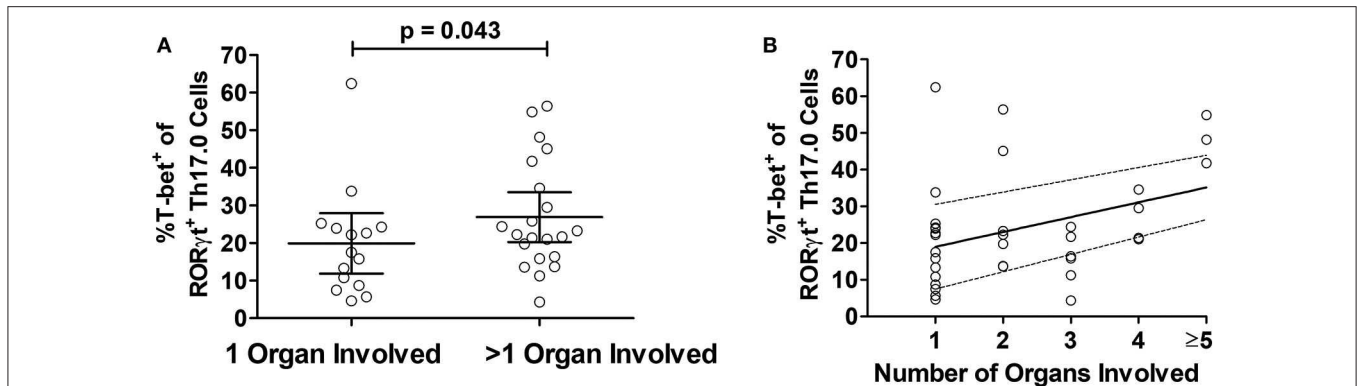 A
p = 0.043
%T-bet⁺ of
RORγt⁺ Th17.0 Cells
70
60
50
40
30
20
10
0
1 Organ Involved
>1 Organ Involved
B
%T-bet⁺ of
RORγt⁺ Th17.0 Cells
70
60
50
40
30
20
10
0
1 2 3 4 ≥5
Number of Organs Involved